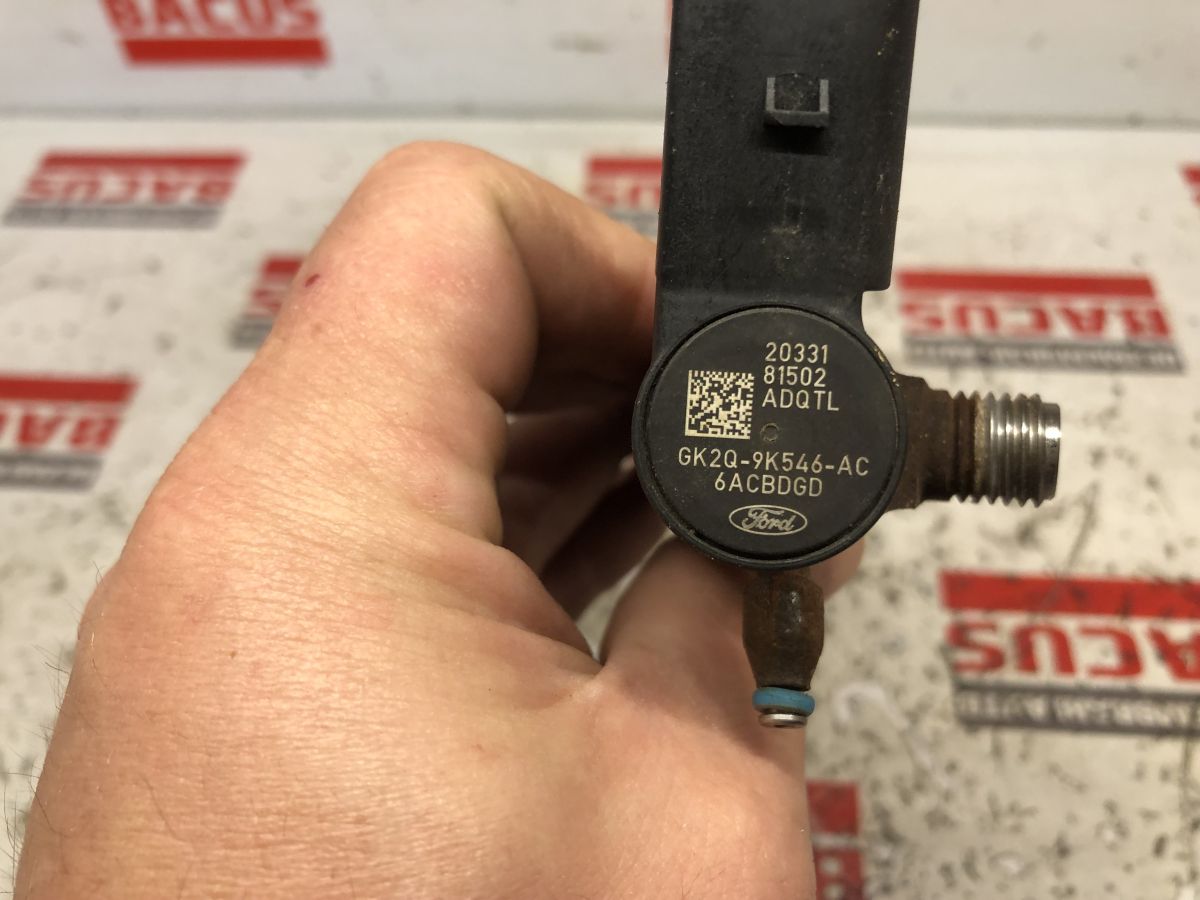 BACUS
BACUS
BACUS
BACUS
BACUS
20331
81502
ADQTL
GK2Q-9K546-AC
6ACBDGD
Ford